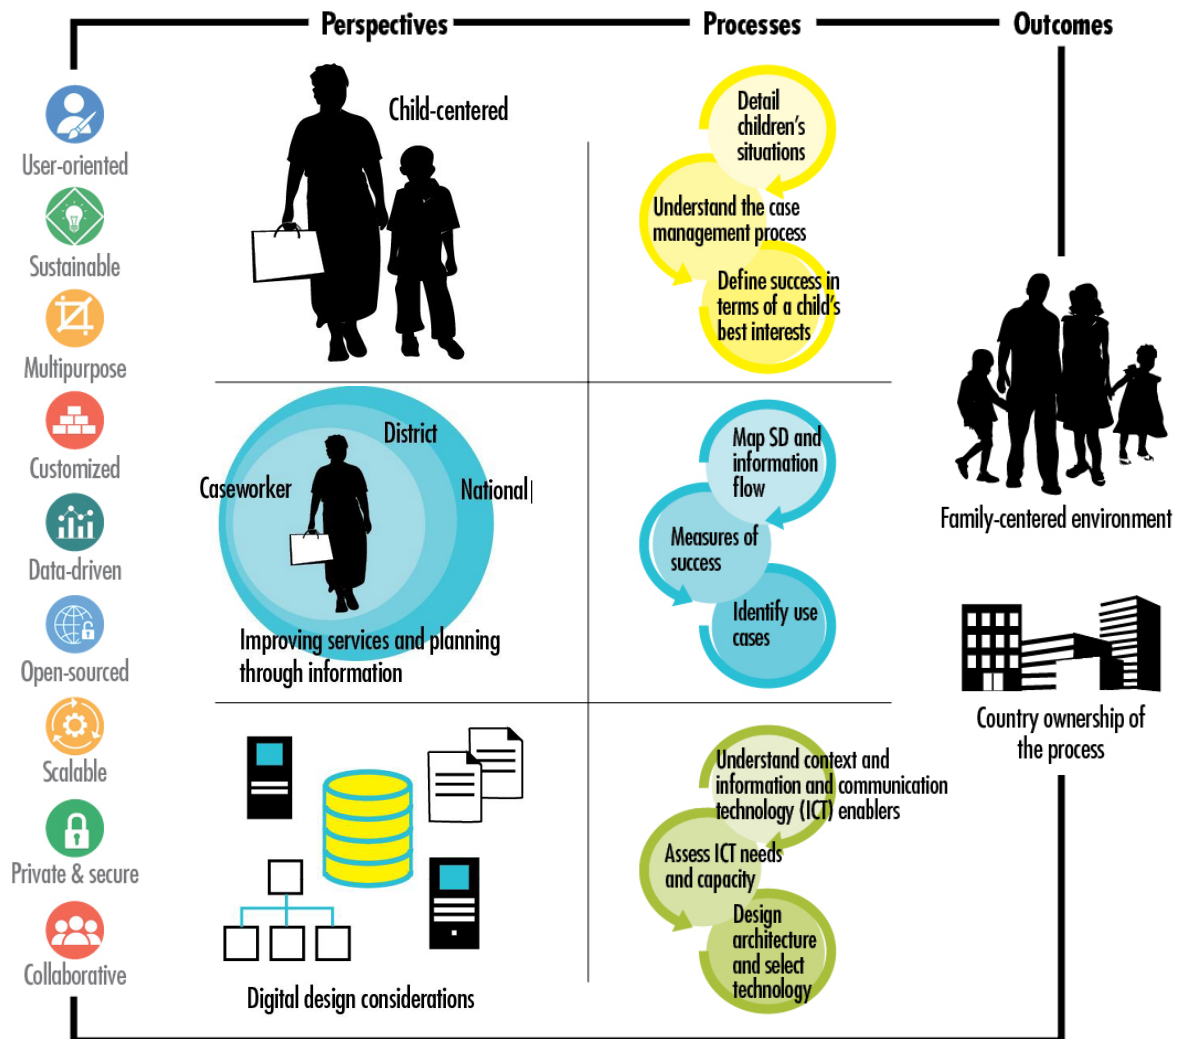 Perspectives
Processes
Outcomes
User-oriented
Sustainable
Multipurpose
Customized
Data-driven
Open-sourced
Scalable
Private & secure
Collaborative
Child-centered
Detail
children's
situations
Understand the case
management process
Define success in
terms of a child's
best interests
District
Caseworker
National
Improving services and planning
through information
Map SD and
information
flow
Measures of
success
Identify use
cases
Digital design considerations
Understand context and
information and communication
technology (ICT) enablers
Assess ICT needs
and capacity
Design
architecture
and select
technology
Family-centered environment
Country ownership of
the process